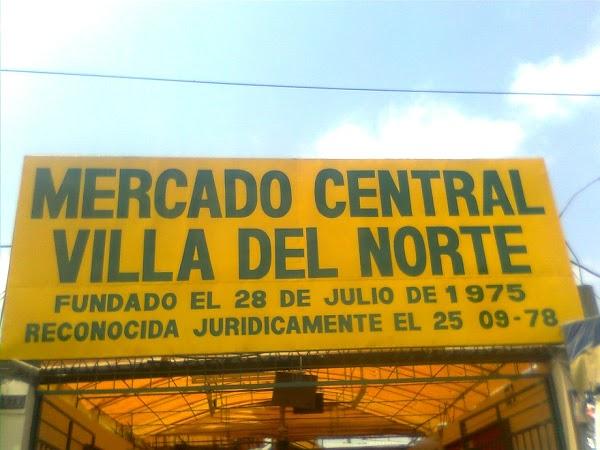 MERCADO CENTRAL
VILLA DEL NORTE
FUNDADO EL 28 DE JULIO DE 1975
RECONOCIDA JURIDICAMENTE EL 25 09-78